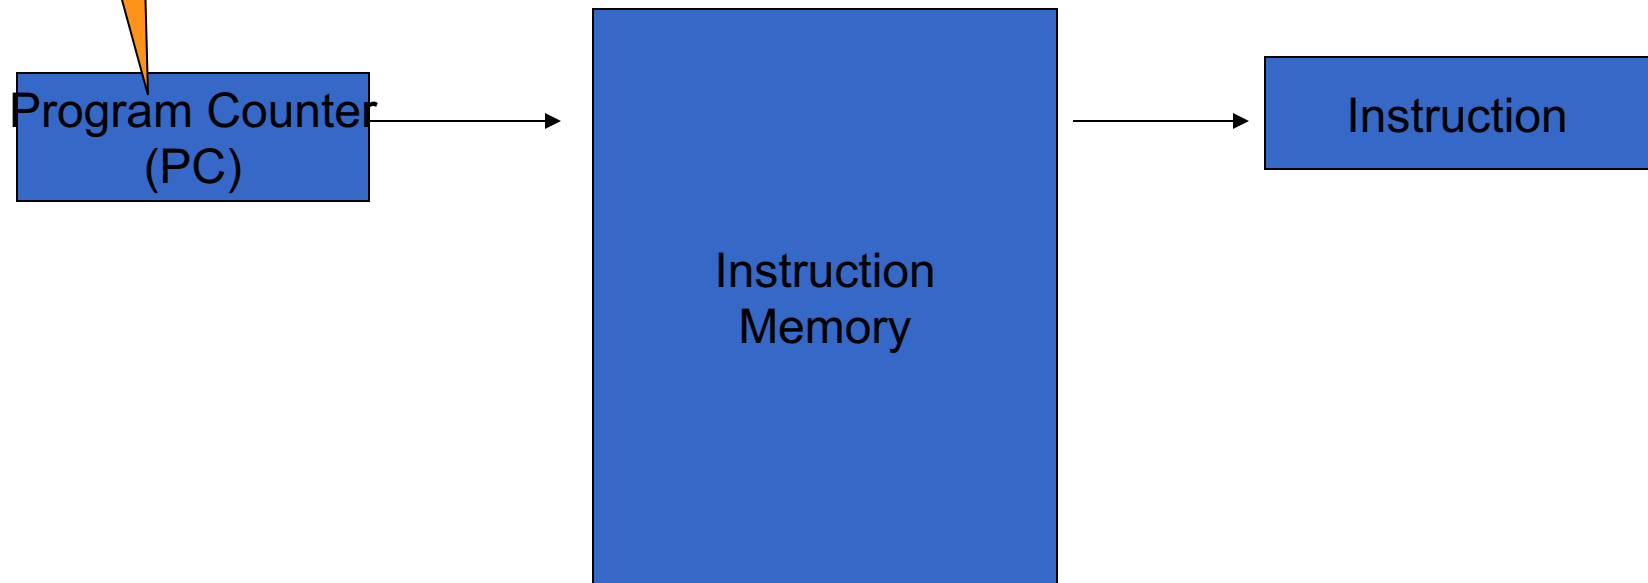 Program Counter
(PC)
Instruction
Memory
Instruction